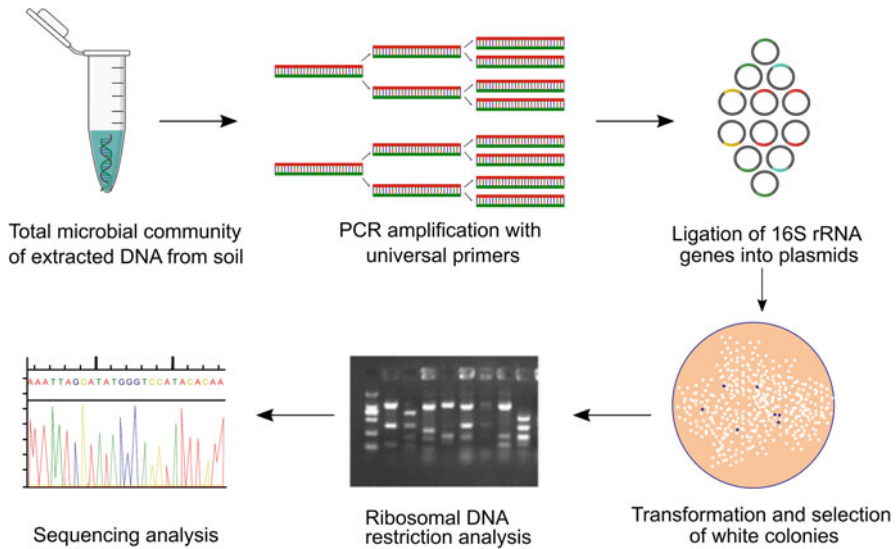 Total microbial community
of extracted DNA from soil
PCR amplification with
universal primers
Ligation of 16S rRNA
genes into plasmids
AAATTAGCATATGGGTCCATACACAA
Sequencing analysis
Ribosomal DNA
restriction analysis
Transformation and selection
of white colonies